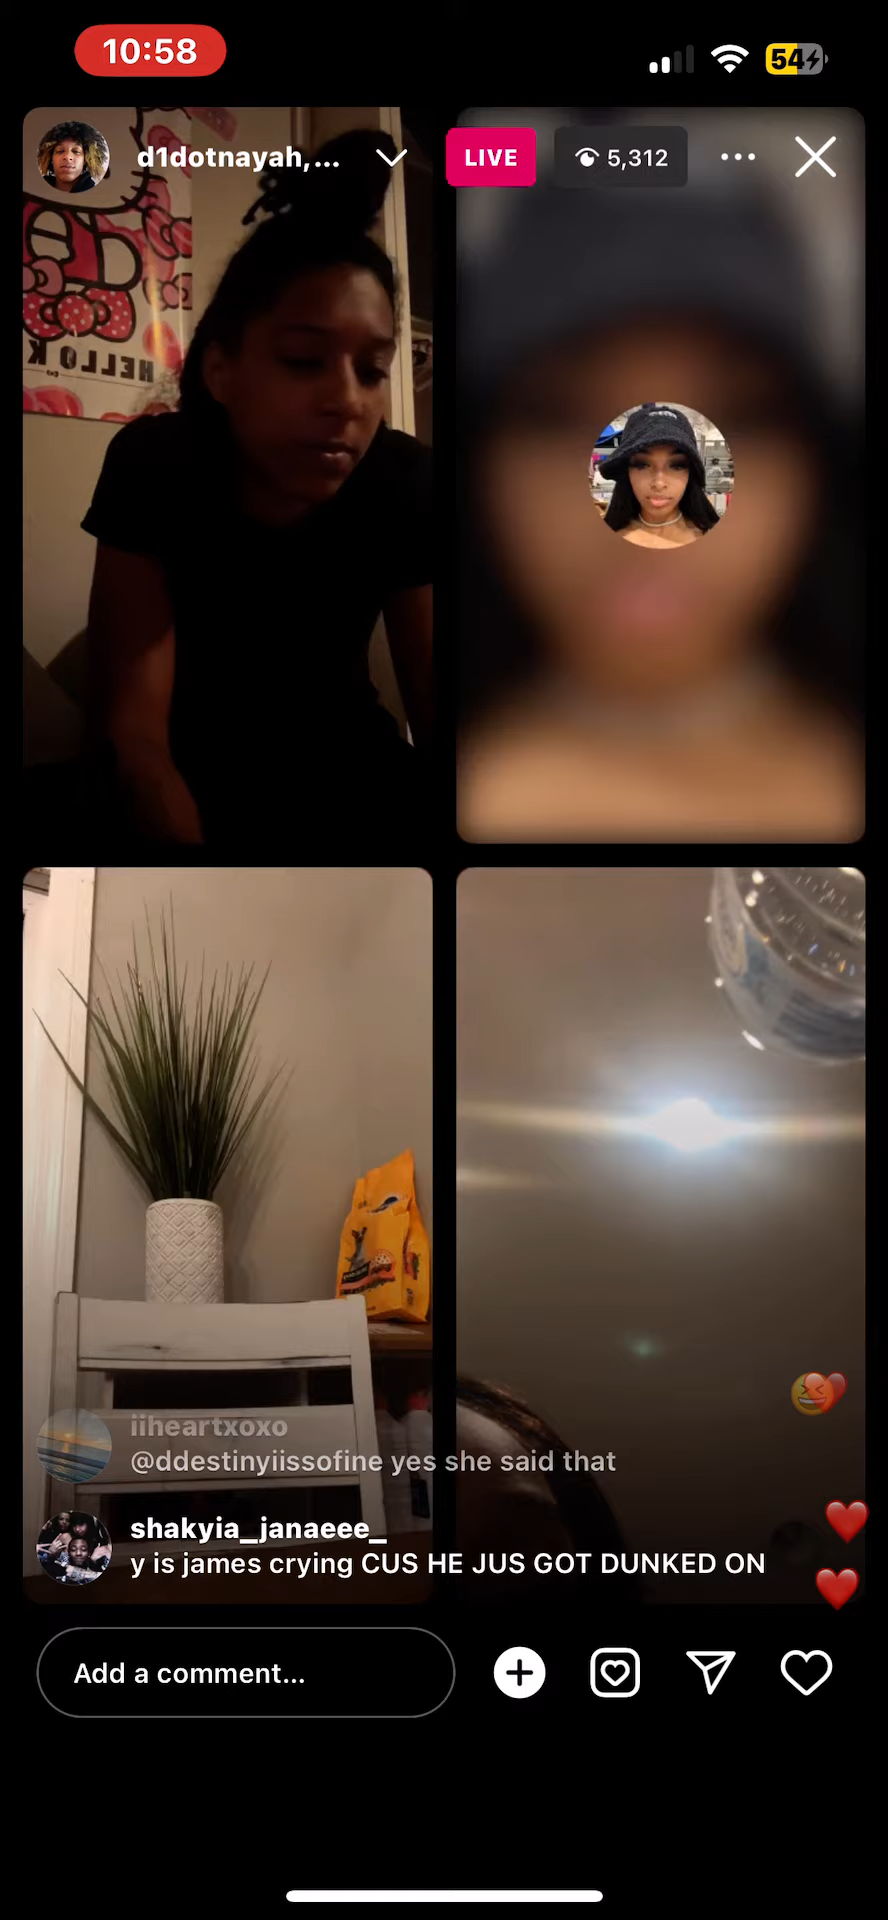 10:58
54
d1dotnayah,...
LIVE
5,312
HELLO K
iiheartxoxo
@ddestinyiissofine yes she said that
shakyia_janaeee_
y is james crying CUS HE JUS GOT DUNKED ON
Add a comment...